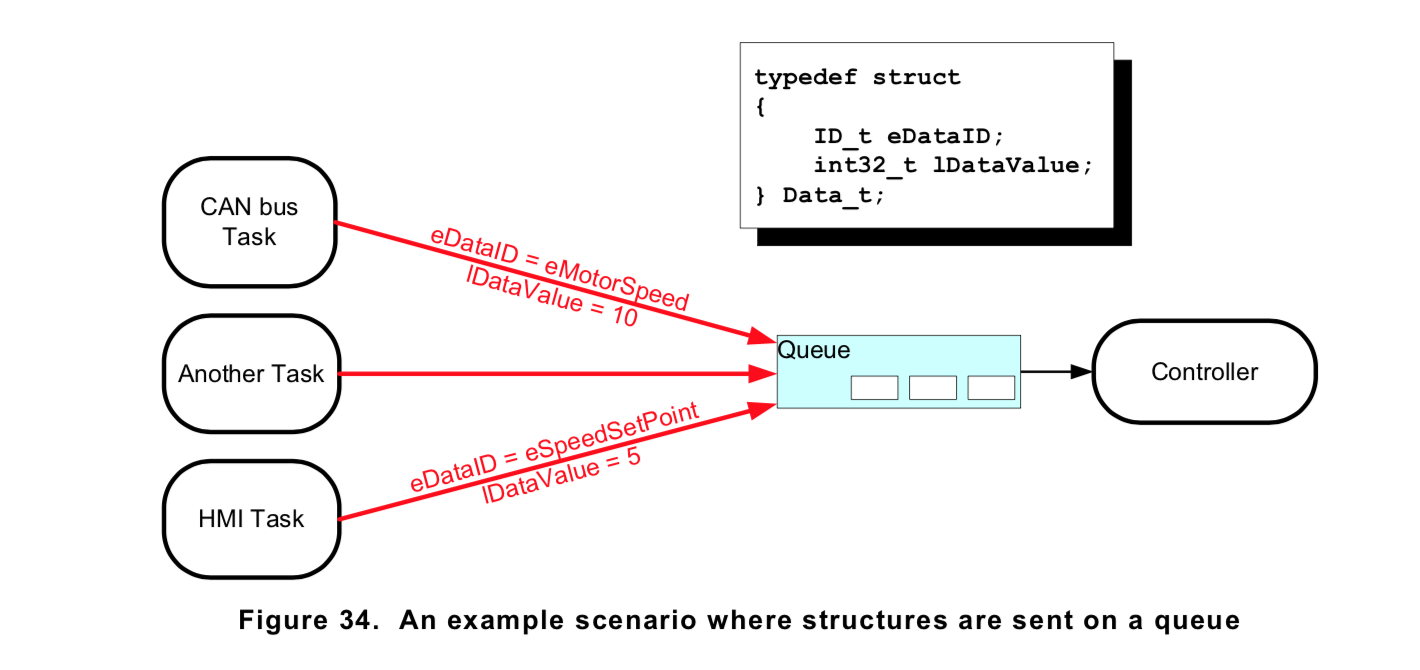 typedef struct
{
ID_t eDataID;
int32_t lDataValue;
} Data_t;
CAN bus
Task
eDataID = eMotorSpeed
lDataValue = 10
Another Task
Queue
Controller
eDataID = eSpeedSetPoint
lDataValue = 5
HMI Task
Figure 34. An example scenario where structures are sent on a queue